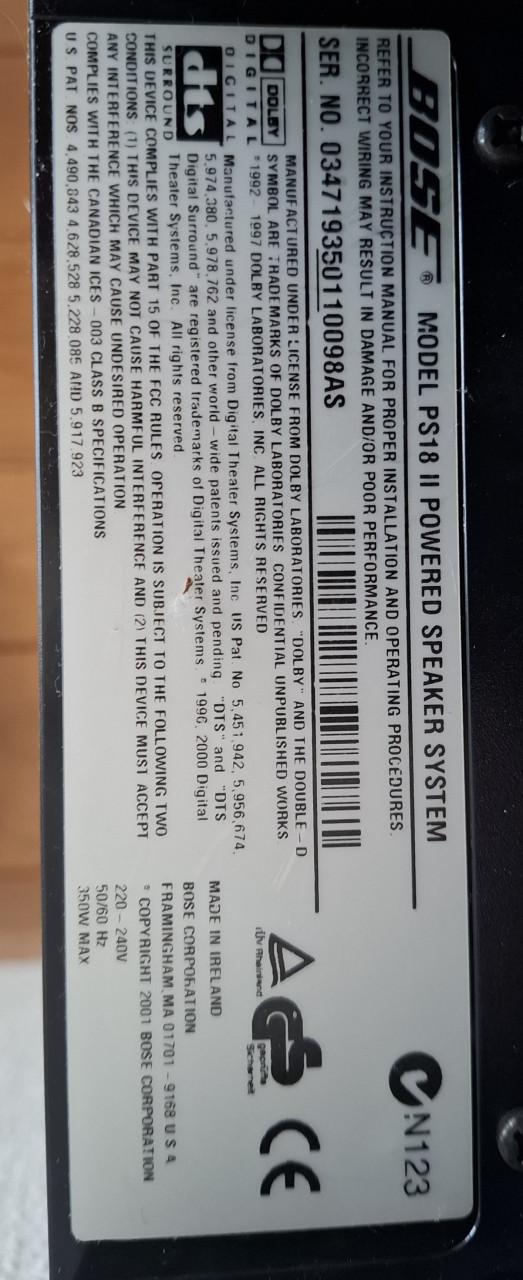 BOSE® MODEL PS18 II POWERED SPEAKER SYSTEM
REFER TO YOUR INSTRUCTION MANUAL FOR PROPER INSTALLATION AND OPERATING PROCEDURES.
INCORRECT WIRING MAY RESULT IN DAMAGE AND/OR POOR PERFORMANCE.
N123
SER. NO. 034719350110098AS
DOLBY
DIGITAL
MANUFACTURED UNDER LICENSE FROM DOLBY LABORATORIES. "DOLBY" AND THE DOUBLE-D
SYMBOL ARE TRADEMARKS OF DOLBY LABORATORIES CONFIDENTIAL UNPUBLISHED WORKS
©1992 1997 DOLBY LABORATORIES, INC. ALL RIGHTS RESERVED
dts
DIGITAL
SURROUND
Manufactured under license from Digital Theater Systems, Inc. US Pat. No 5,451,942, 5,956,674,
5,974,380, 5,978,762 and other world-wide patents issued and pending. "DTS" and "DTS
Digital Surround" are registered trademarks of Digital Theater Systems. © 1996, 2000 Digital
Theater Systems, Inc. All rights reserved.
THIS DEVICE COMPLIES WITH PART 15 OF THE FCC RULES. OPERATION IS SUBJECT TO THE FOLLOWING TWO
CONDITIONS: (1) THIS DEVICE MAY NOT CAUSE HARMFUL INTERFERENCE AND (2) THIS DEVICE MUST ACCEPT
ANY INTERFERENCE WHICH MAY CAUSE UNDESIRED OPERATION
COMPLIES WITH THE CANADIAN ICES-003 CLASS B SPECIFICATIONS
U.S. PAT. NOS. 4,490,843 4,628,528 5,228,085 AND 5,917,923
TÜV Rheinland
GS
geprüfte
Sicherheit
CE
MADE IN IRELAND
BOSE CORPORATION
FRAMINGHAM, MA 01701-9168 U S A
© COPYRIGHT 2001 BOSE CORPORATION
220-240V
50/60 Hz
350W MAX